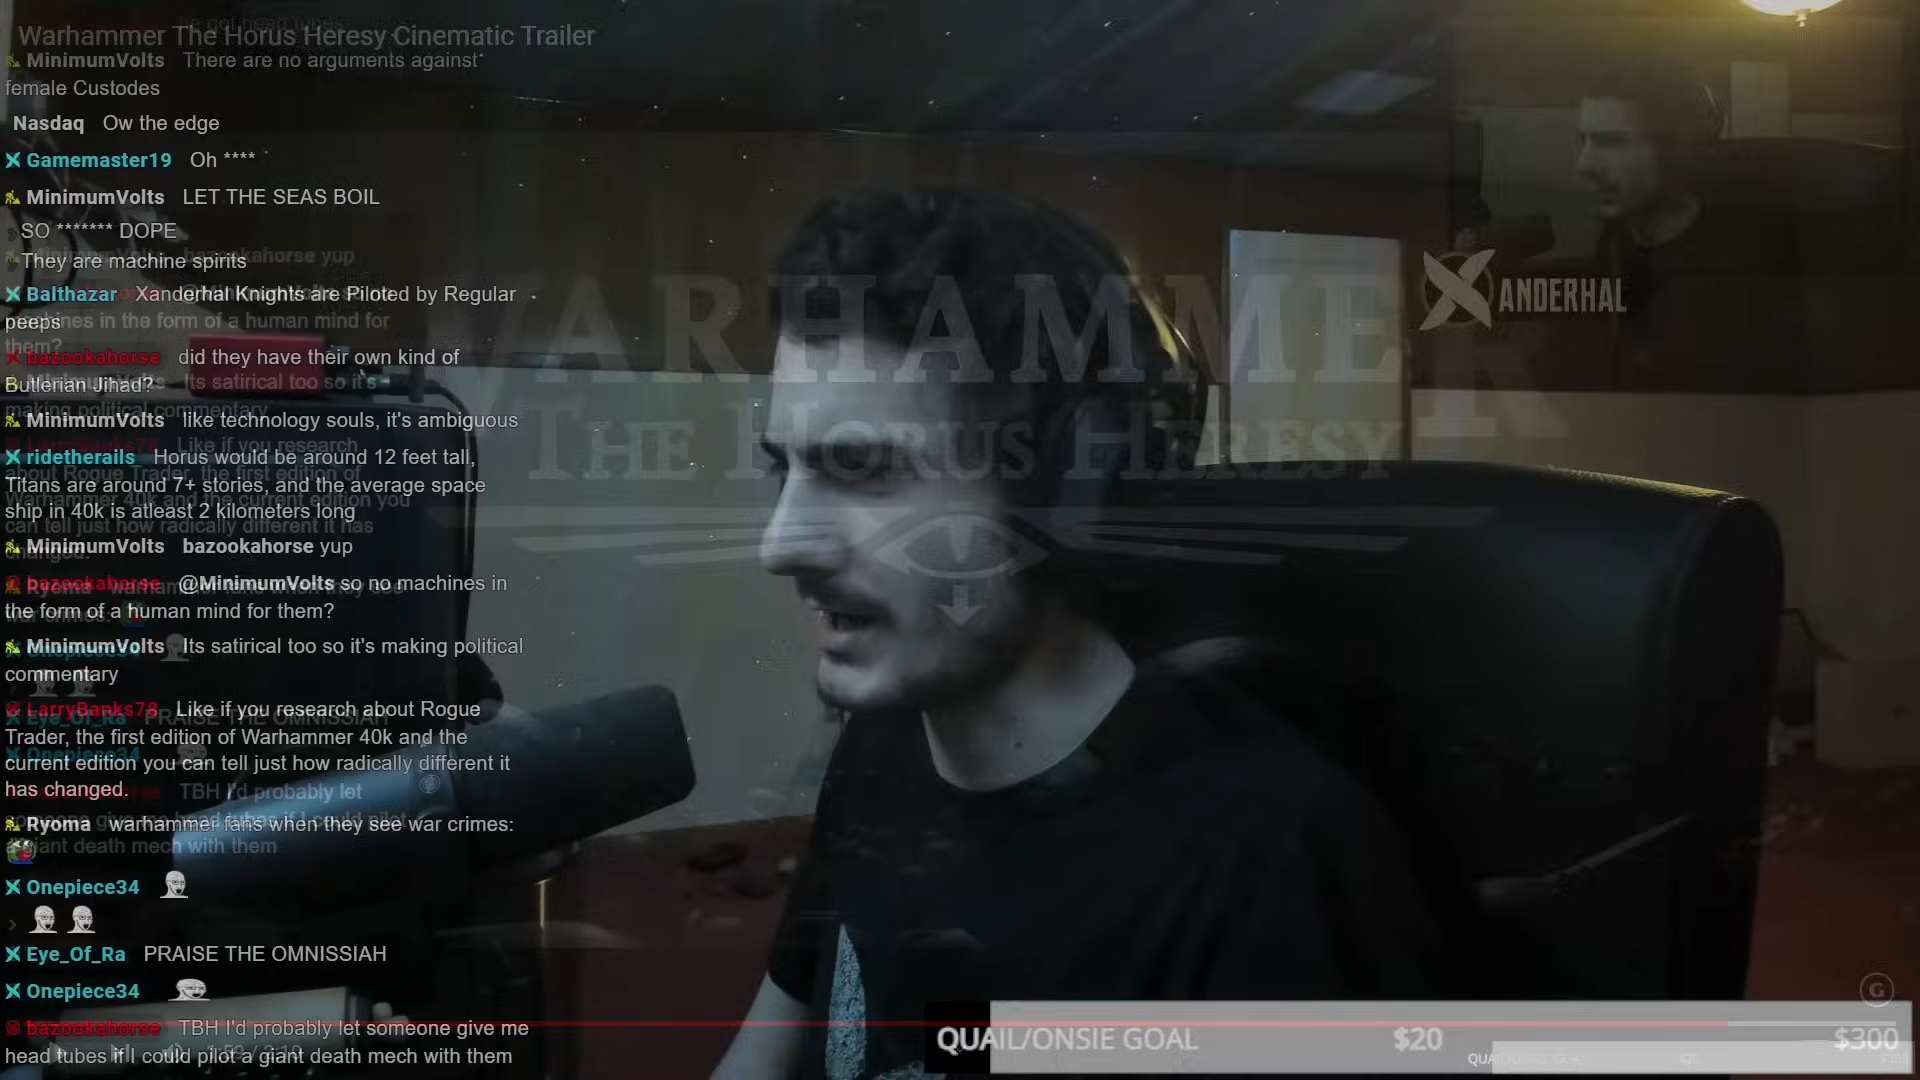 he got head tubes
Warhammer The Horus Heresy Cinematic Trailer
MinimumVolts There are no arguments against
female Custodes
Nasdaq Ow the edge
Gamemaster19 Oh ****
MinimumVolts LET THE SEAS BOIL
SO ******* DOPE
They are machine spirits
Balthazar Xanderhal Knights are Piloted by Regular
peeps
bazookahorse did they have their own kind of
Butlerian Jihad?
MinimumVolts like technology souls, it's ambiguous
ridetherails Horus would be around 12 feet tall,
Titans are around 7+ stories, and the average space
ship in 40k is atleast 2 kilometers long
MinimumVolts bazookahorse yup
bazookahorse @MinimumVolts so no machines in
the form of a human mind for them?
MinimumVolts Its satirical too so it's making political
commentary
LarryBanks78 Like if you research about Rogue
Trader, the first edition of Warhammer 40k and the
current edition you can tell just how radically different it
has changed.
Ryoma warhammer fans when they see war crimes:
Onepiece34
Eye_Of_Ra PRAISE THE OMNISSIAH
Onepiece34
bazookahorse TBH I'd probably let someone give me
head tubes if I could pilot a giant death mech with them
WARHAMMER
THE HORUS HERESY
XANDERHAL
QUAIL/ONSIE GOAL $20 $300